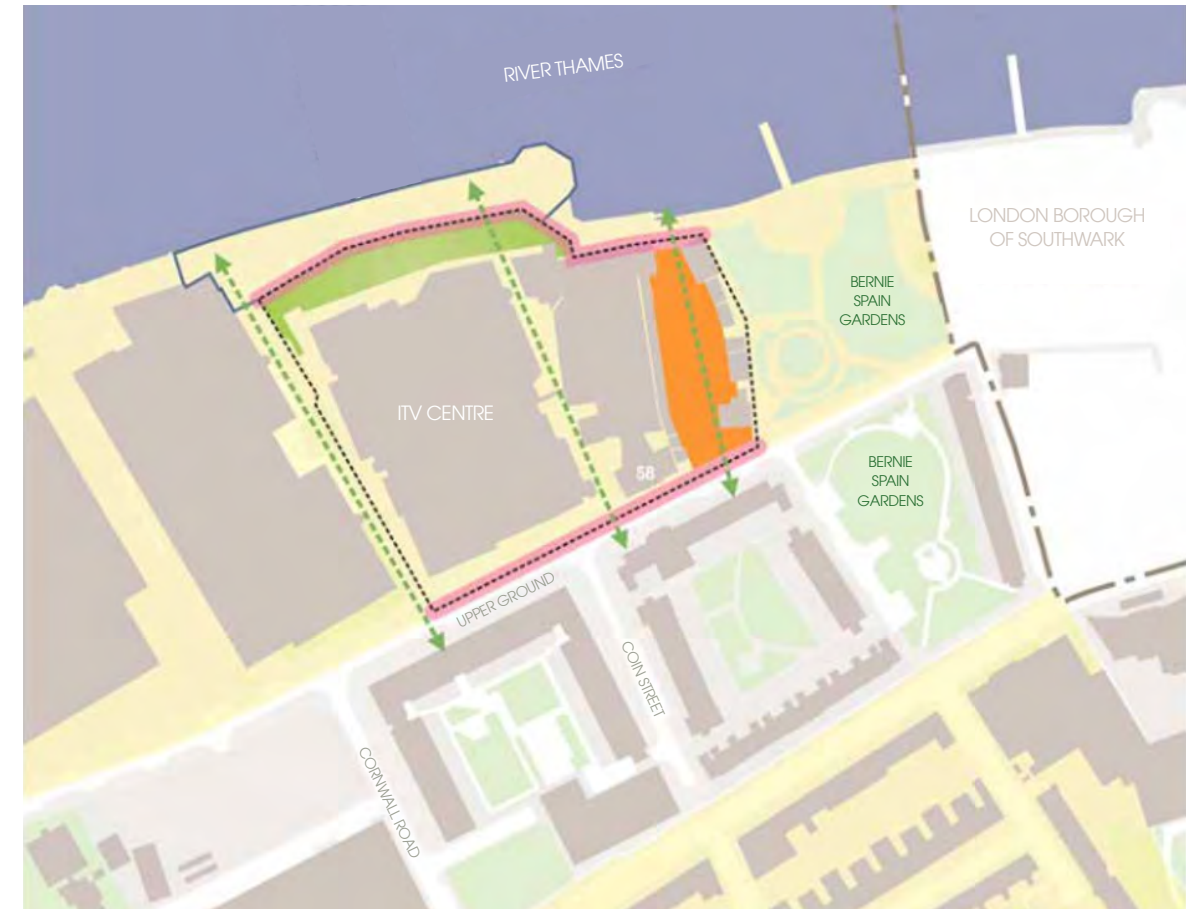 RIVER THAMES
LONDON BOROUGH
OF SOUTHWARK
BERNIE
SPAIN
GARDENS
ITV CENTRE
58
BERNIE
SPAIN
GARDENS
UPPER GROUND
COIN STREET
CORNWALL ROAD